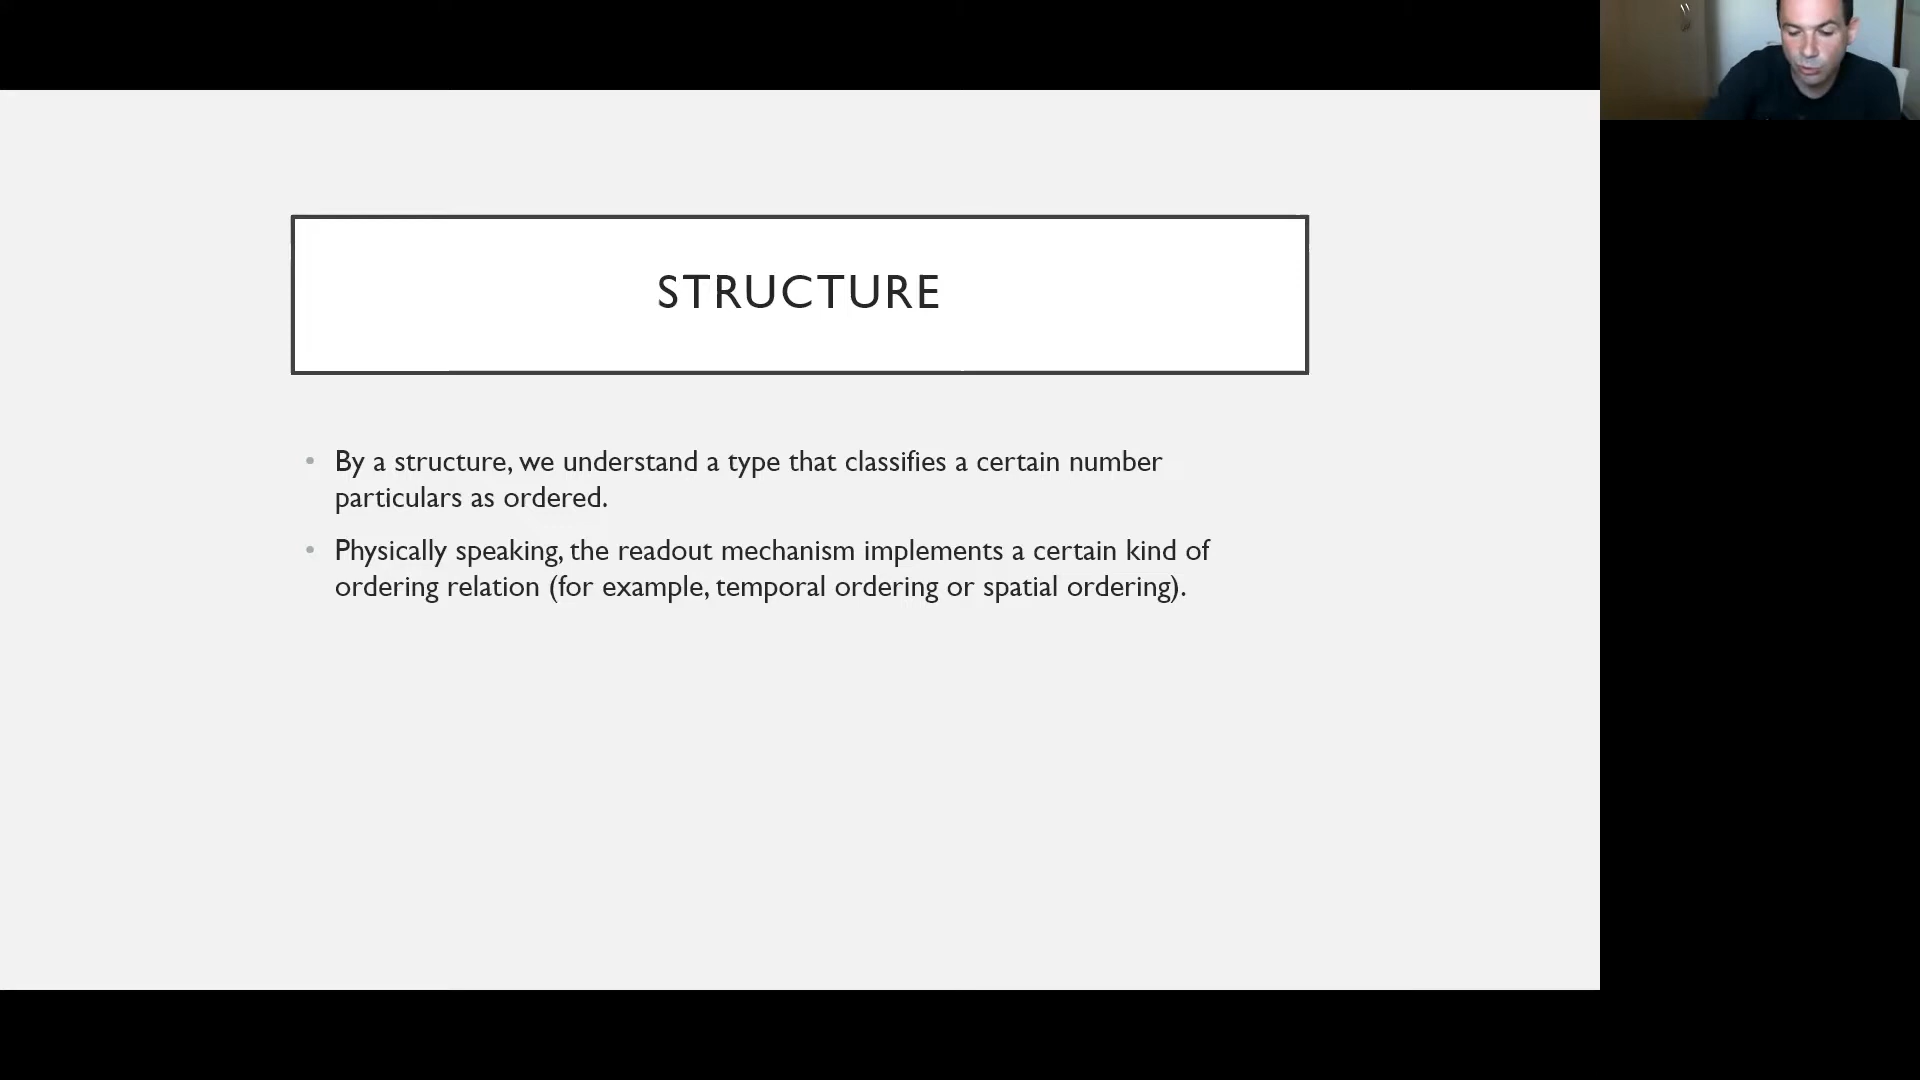 STRUCTURE
• By a structure, we understand a type that classifies a certain number
particulars as ordered.
• Physically speaking, the readout mechanism implements a certain kind of
ordering relation (for example, temporal ordering or spatial ordering).